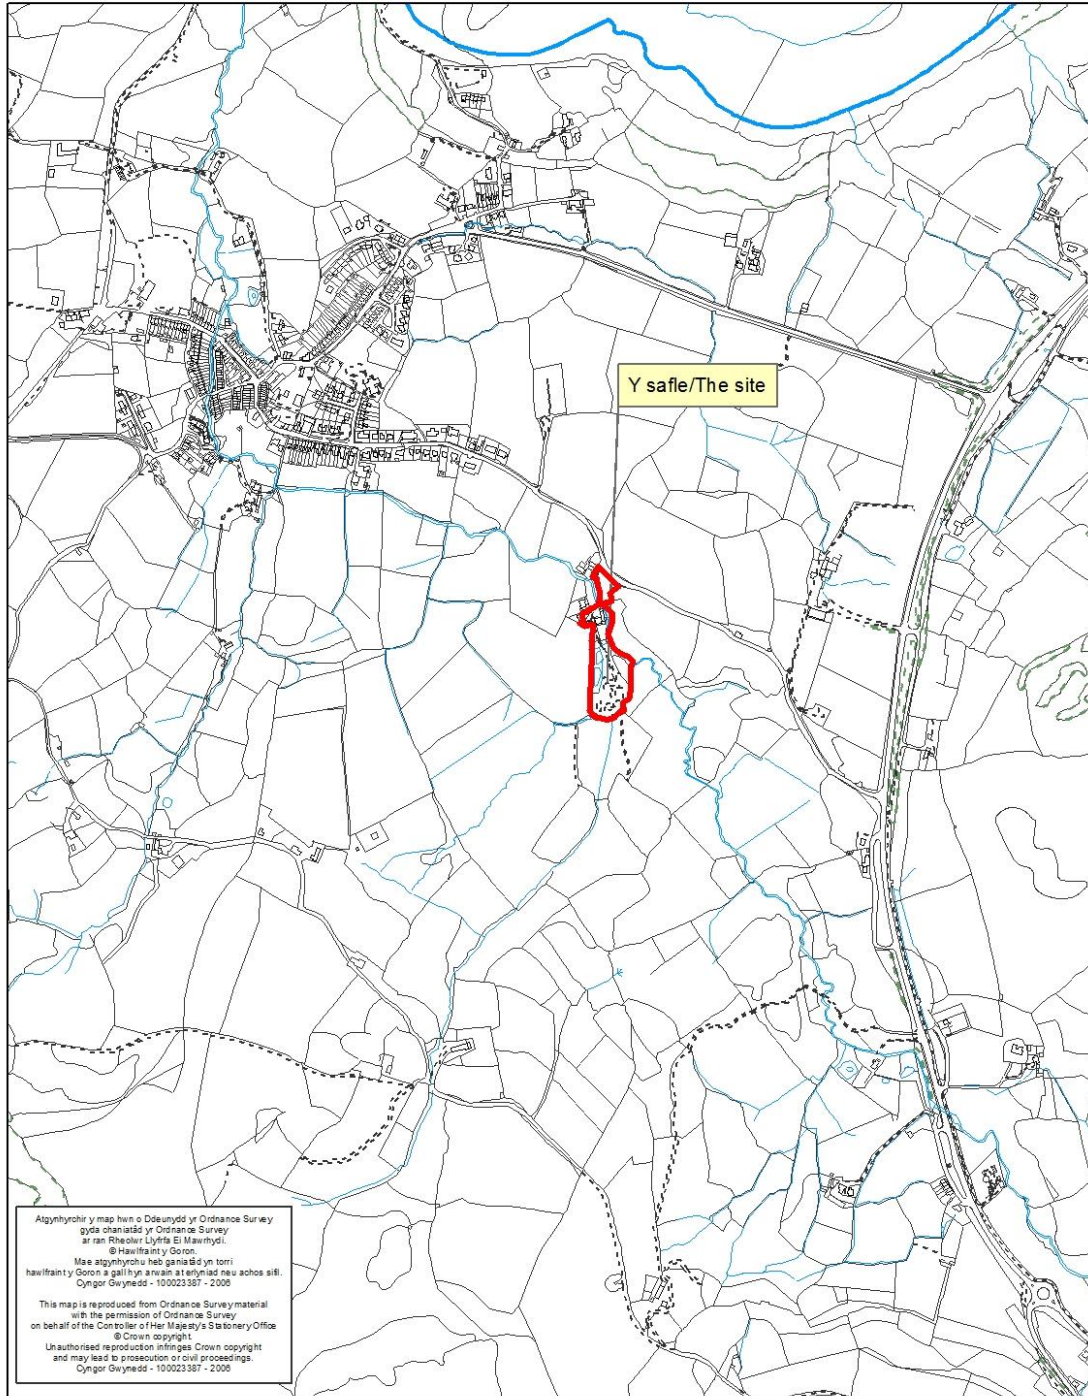 Y safle/The site
Atgynhyrchir y map hwn o Ddeunydd yr Ordnance Survey
gyda chaniatâd yr Ordnance Survey
ar ran Rheolwr Llyfrfa Ei Mawrhydi.
© Hawlfraint y Goron.
Mae atgynhyrchu heb ganiatâd yn torri
hawlfraint y Goron a gall hyn arwain at erlyniad neu achos sifil.
Cyngor Gwynedd - 100023387 - 2006
This map is reproduced from Ordnance Survey material
with the permission of Ordnance Survey
on behalf of the Controller of Her Majesty's Stationery Office
© Crown copyright.
Unauthorised reproduction infringes Crown copyright
and may lead to prosecution or civil proceedings.
Cyngor Gwynedd - 100023387 - 2006